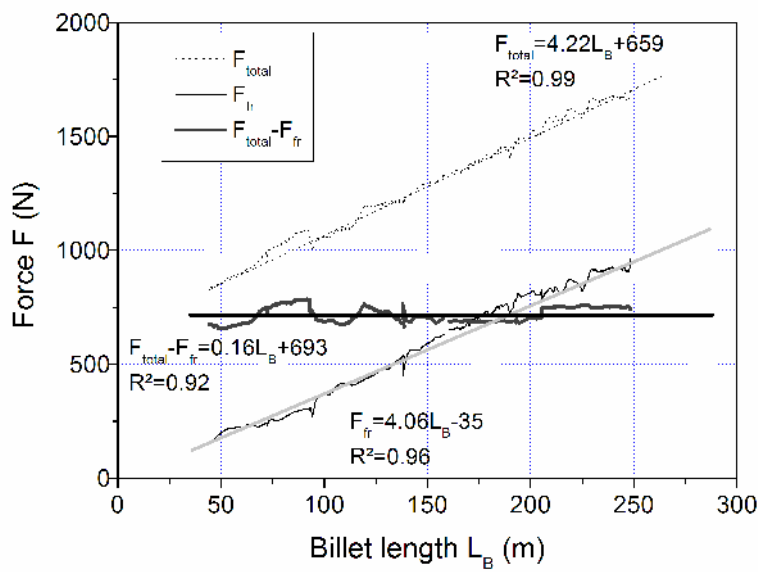 2000
1500
1000
500
0
Force F (N)
F_total
F_fr
F_total-F_fr
F_total=4.22L_B+659
R²=0.99
F_total-F_fr=0.16L_B+693
R²=0.92
F_fr=4.06L_B-35
R²=0.96
0 50 100 150 200 250 300
Billet length L_B (m)